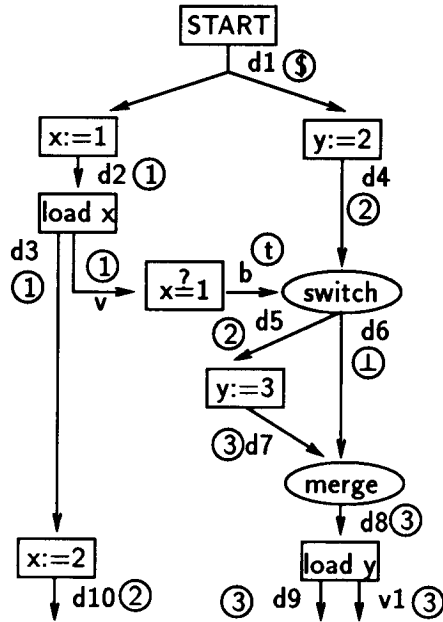 START
d1 $
x:=1
y:=2
d2 1
d4
load x
2
d3
1
1
v
x?=1
b
t
switch
2
d5
d6
⊥
y:=3
3 d7
merge
d8 3
x:=2
load y
d10 2
3
d9
v1 3